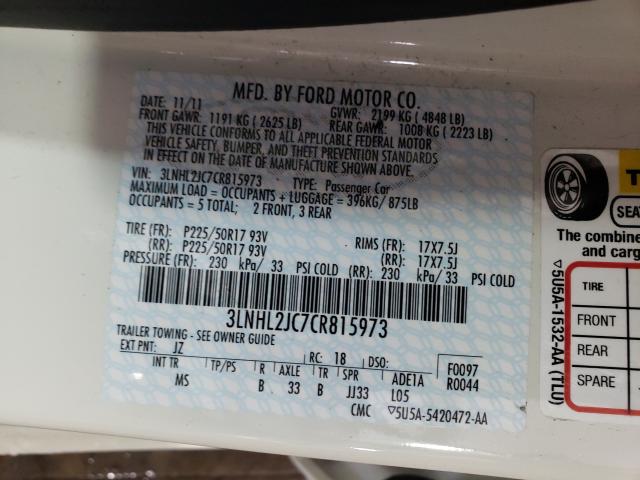 MFD. BY FORD MOTOR CO.
DATE: 11/11 GVWR: 2199 KG ( 4848 LB)
FRONT GAWR: 1191 KG ( 2625 LB) REAR GAWR: 1008 KG ( 2223 LB)
THIS VEHICLE CONFORMS TO ALL APPLICABLE FEDERAL MOTOR
VEHICLE SAFETY, BUMPER, AND THEFT PREVENTION STANDARDS
IN EFFECT ON THE DATE OF MANUFACTURE SHOWN ABOVE.
VIN: 3LNHL2JC7CR815973 TYPE: Passenger Car
MAXIMUM LOAD = OCCUPANTS + LUGGAGE = 396KG/ 875LB
OCCUPANTS = 5 TOTAL; 2 FRONT, 3 REAR
TIRE (FR): P225/50R17 93V RIMS (FR): 17X7.5J
(RR): P225/50R17 93V (RR): 17X7.5J
PRESSURE (FR): 230 kPa/ 33 PSI COLD (RR): 230 kPa/ 33 PSI COLD
3LNHL2JC7CR815973
TRAILER TOWING - SEE OWNER GUIDE
EXT PNT: JZ RC: 18 DSO: F0097
INT TR TP/PS R AXLE TR SPR ADE1A R0044
MS B 33 B JJ33 L05
CMC ▽5U5A-5420472-AA
T
SEA
The combine
and carg
TIRE
FRONT
REAR
SPARE
▽5U5A-1532-AA (TLU)